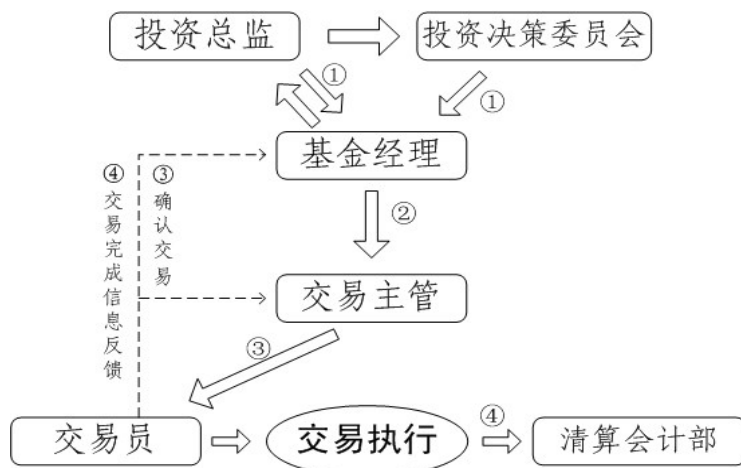 投资总监
投资决策委员会
①
①
基金经理
②
④交易完成信息反馈
③确认交易
交易主管
③
交易员
交易执行
④
清算会计部